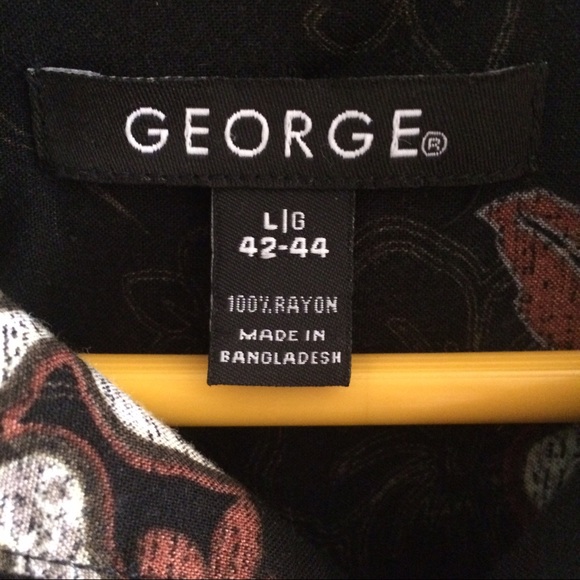 GEORGE®
L|G
42-44
100% RAYON
MADE IN
BANGLADESH